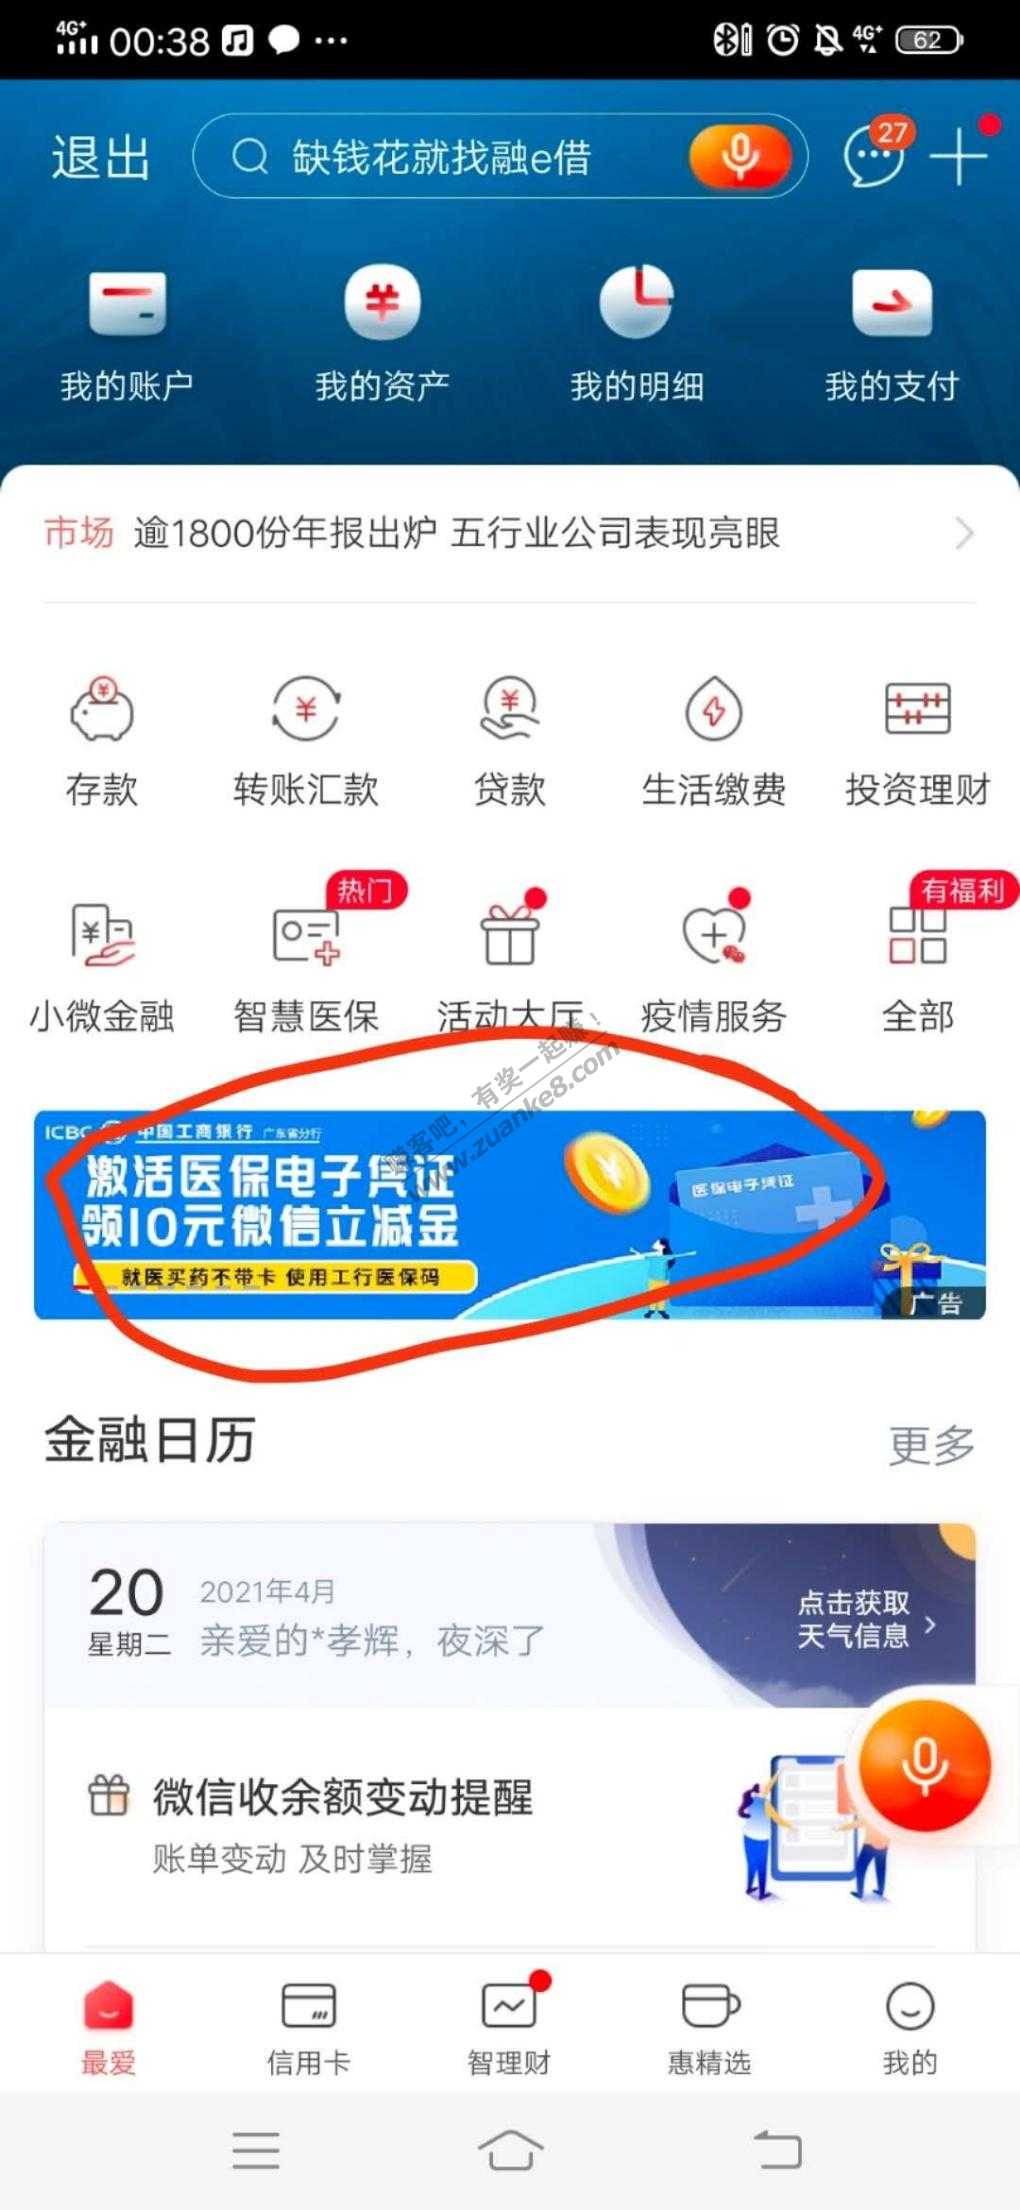 4G+ 00:38 ... 4G+ 62
退出 缺钱花就找融e借 27
我的账户 我的资产 我的明细 我的支付
市场 逾1800份年报出炉 五行业公司表现亮眼
存款 转账汇款 贷款 生活缴费 投资理财
热门 有福利
小微金融 智慧医保 活动大厅 疫情服务 全部
赚客吧，有奖一起赚！
www.zuanke8.com
ICBC 中国工商银行 广东省分行
激活医保电子凭证
领10元微信立减金
就医买药不带卡 使用工行医保码
医保电子凭证
广告
金融日历 更多
20 2021年4月
星期二 亲爱的*孝辉，夜深了
点击获取
天气信息
微信收余额变动提醒
账单变动 及时掌握
最爱 信用卡 智理财 惠精选 我的